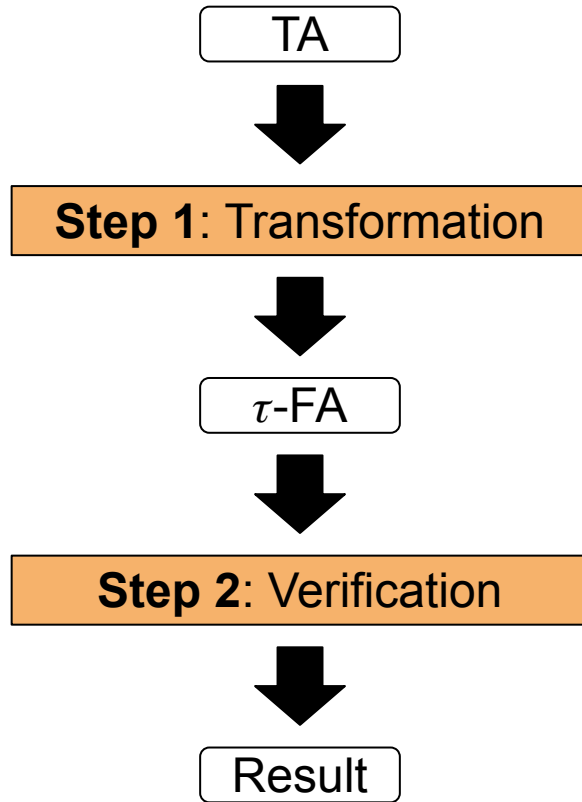 TA
Step 1: Transformation
τ-FA
Step 2: Verification
Result